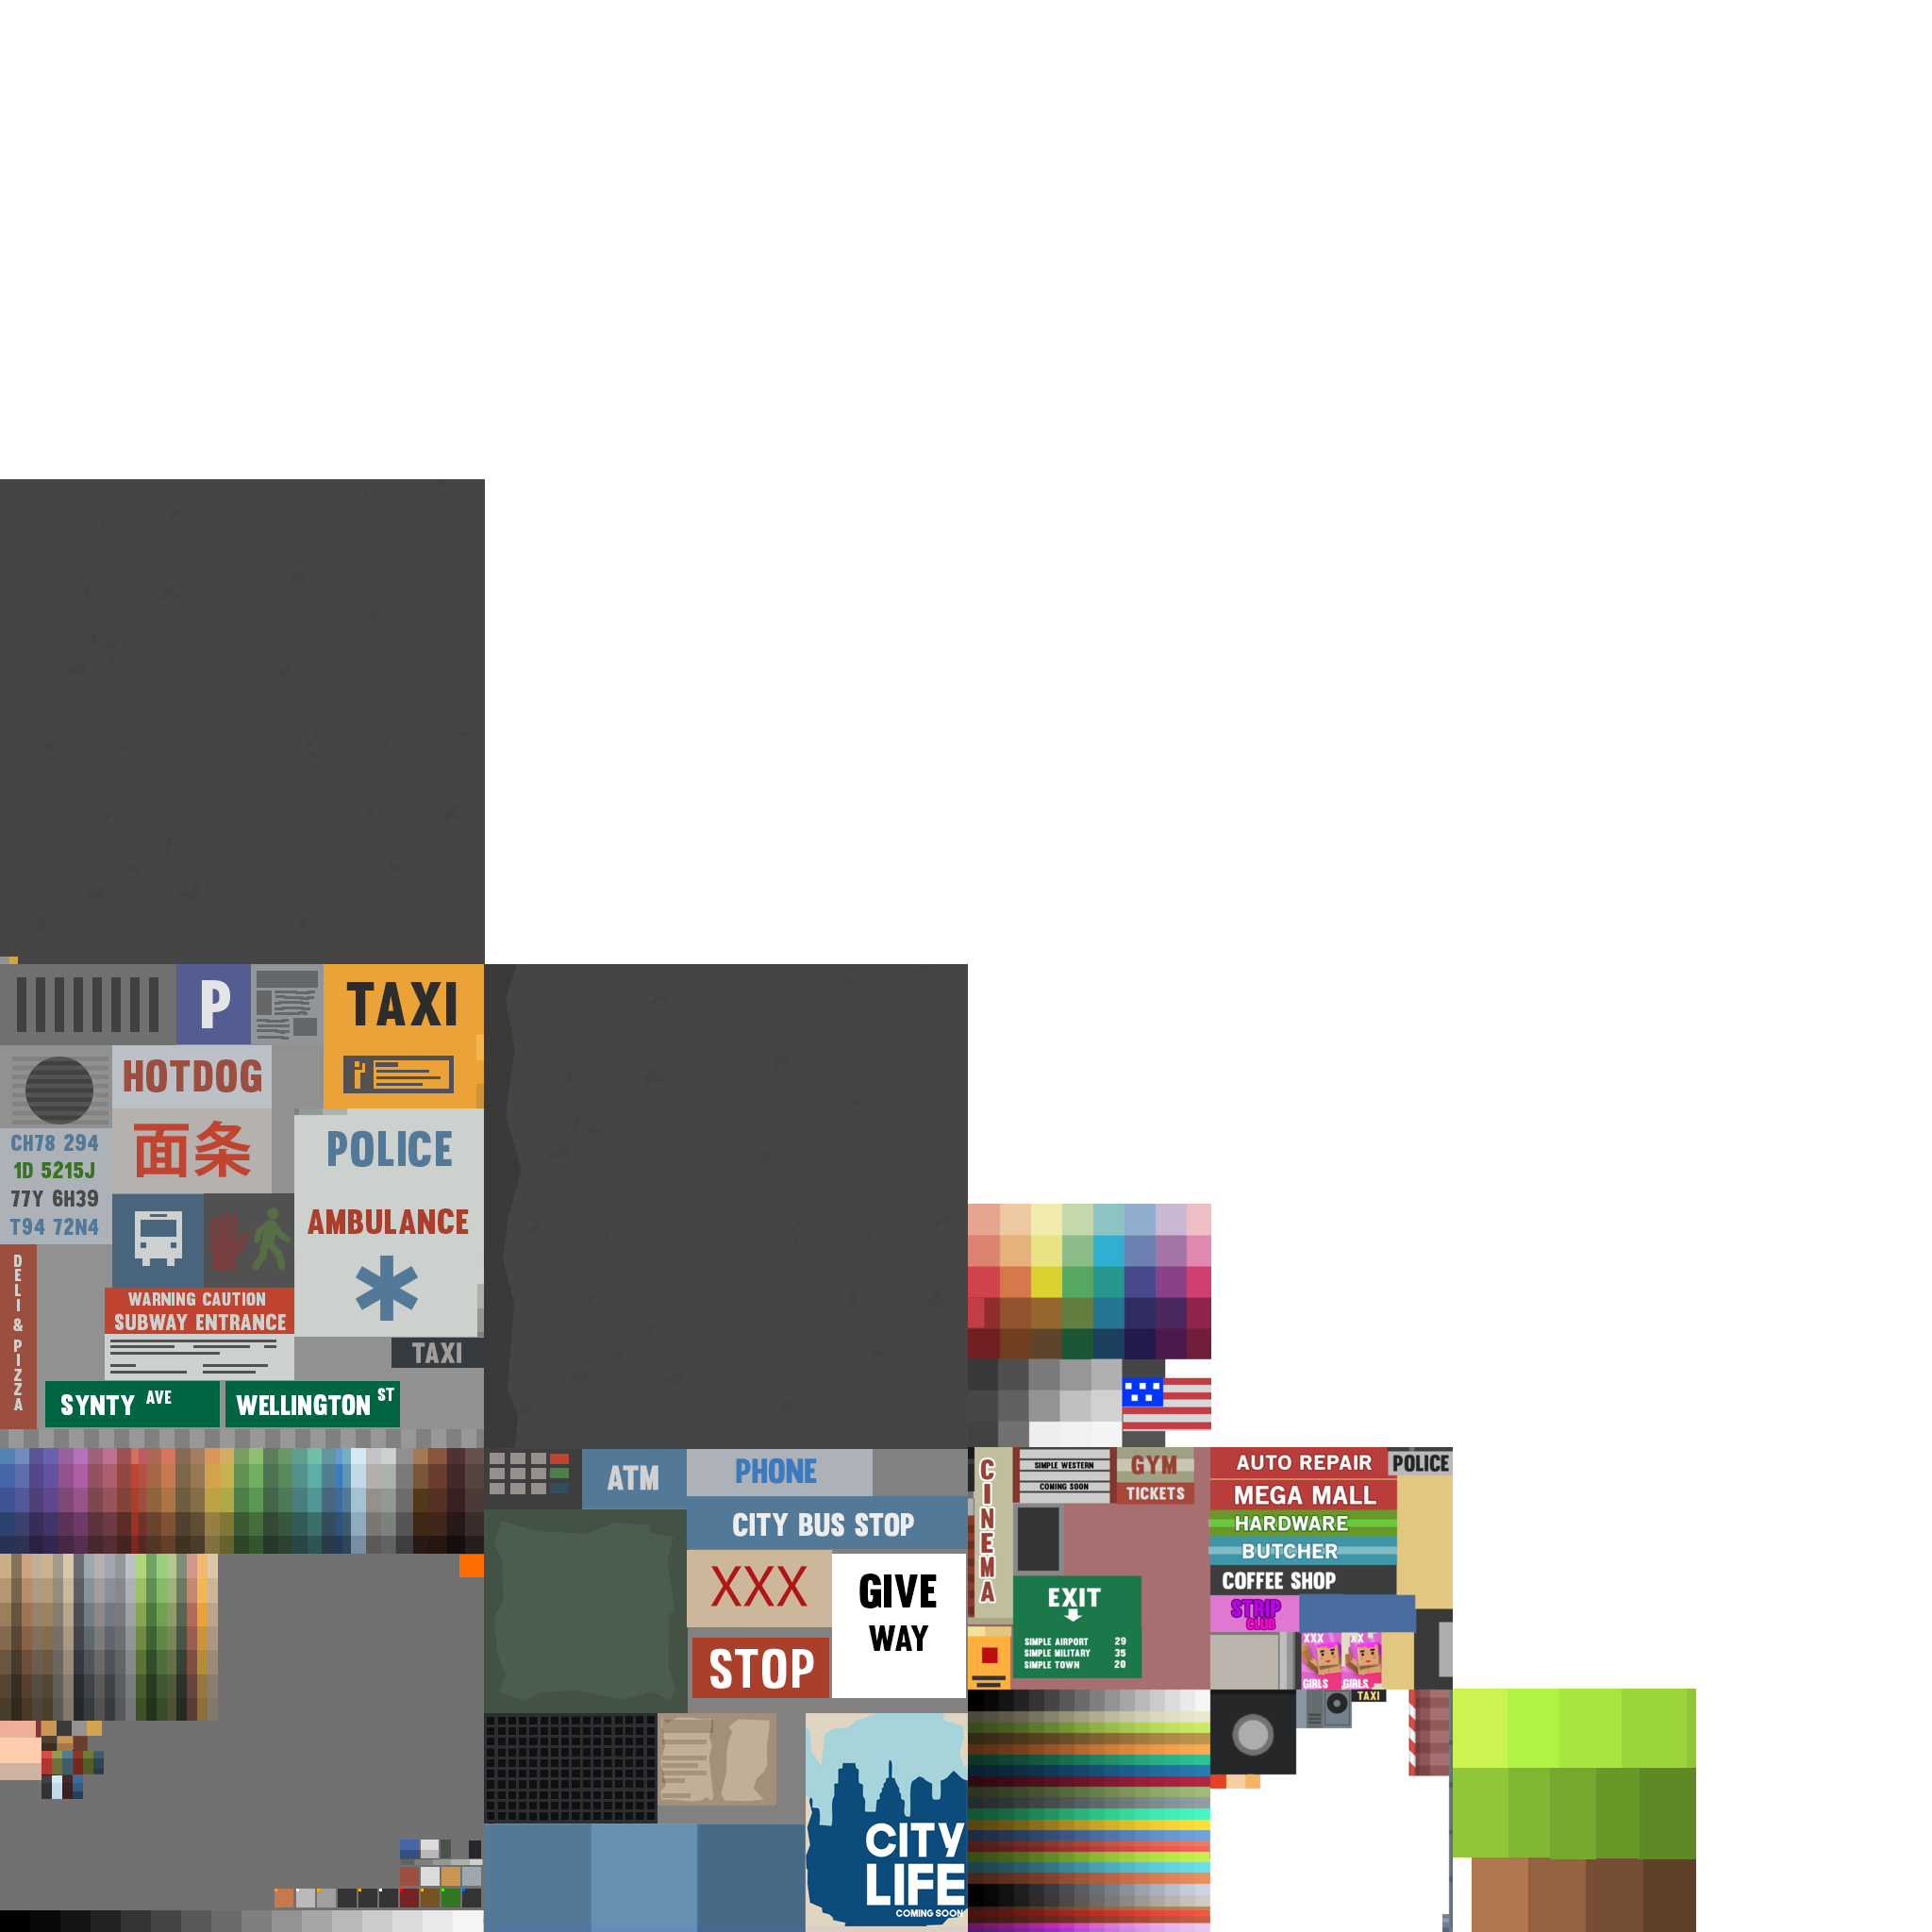 P
TAXI
HOTDOG
面条
POLICE
CH78 294
1D 5215J
77Y 6H39
T94 72N4
AMBULANCE
DELI & PIZZA
WARNING CAUTION
SUBWAY ENTRANCE
TAXI
SYNTY AVE
WELLINGTON ST
ATM
PHONE
CITY BUS STOP
XXX
GIVE
WAY
STOP
CITY
LIFE
COMING SOON
CINEMA
SIMPLE WESTERN
COMING SOON
GYM
TICKETS
EXIT
SIMPLE AIRPORT 29
SIMPLE MILITARY 35
SIMPLE TOWN 20
AUTO REPAIR
POLICE
MEGA MALL
HARDWARE
BUTCHER
COFFEE SHOP
STRIP
CLUB
XXX
GIRLS
XX
GIRLS
TAXI